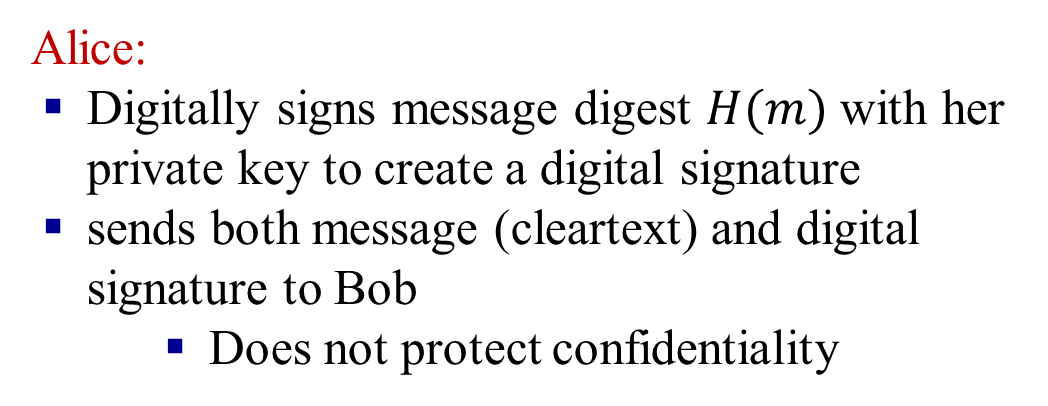 Alice:
▪ Digitally signs message digest H(m) with her
private key to create a digital signature
▪ sends both message (cleartext) and digital
signature to Bob
▪ Does not protect confidentiality